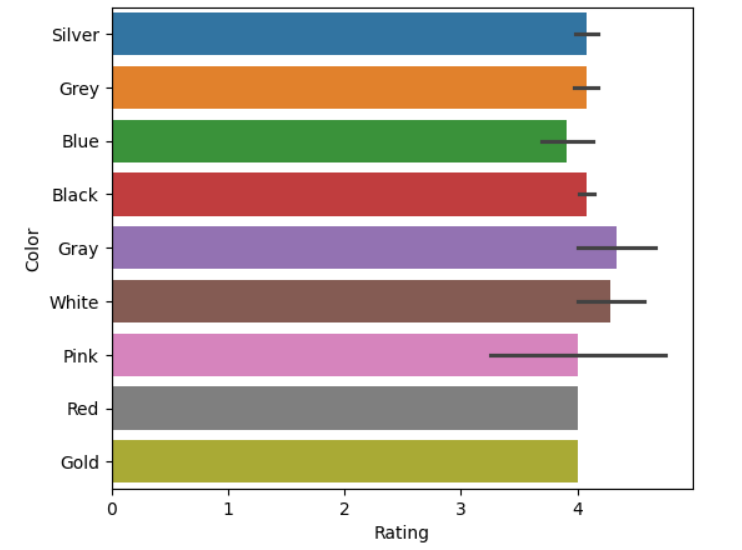 Silver
Grey
Blue
Black
Gray
White
Pink
Red
Gold
Color
0 1 2 3 4
Rating